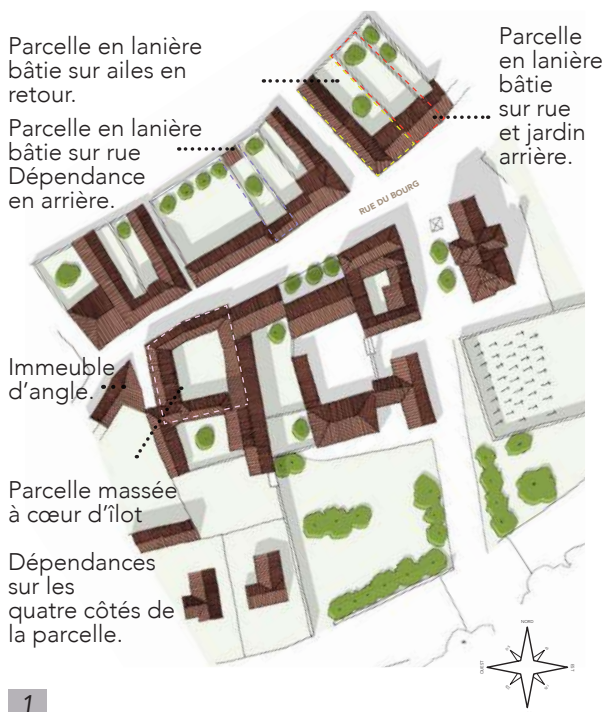 Parcelle en lanière
bâtie sur ailes en
retour.
Parcelle en lanière
bâtie sur rue
Dépendance
en arrière.
Parcelle
en lanière
bâtie
sur rue
et jardin
arrière.
RUE DU BOURG
Immeuble
d'angle.
Parcelle massée
à cœur d'îlot
Dépendances
sur les
quatre côtés de
la parcelle.
NORD
OUEST
EST
1